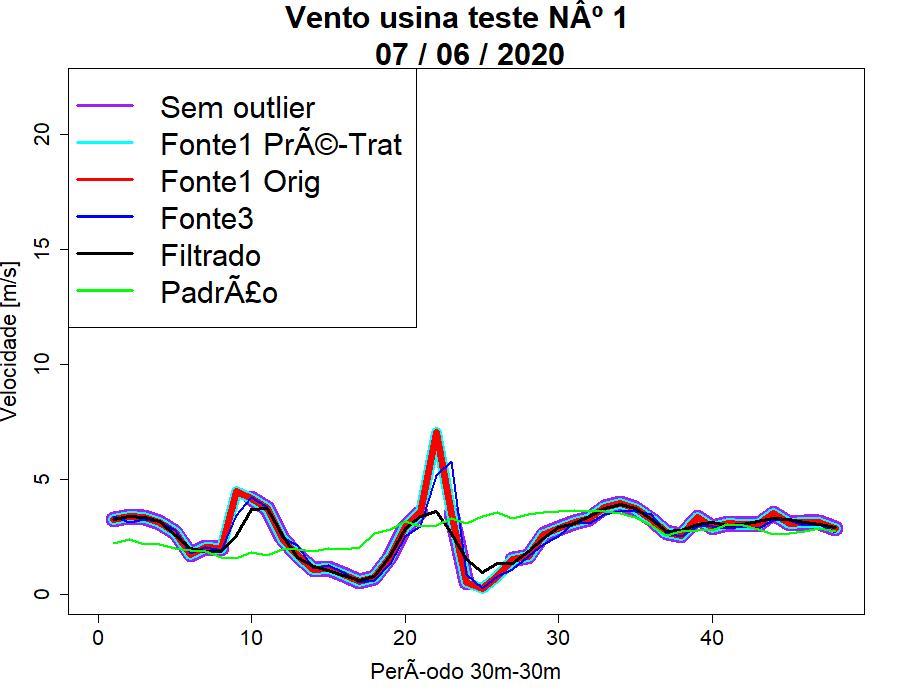 Vento usina teste NÂº 1
07 / 06 / 2020
Sem outlier
Fonte1 PrÃ©-Trat
Fonte1 Orig
Fonte3
Filtrado
PadrÃ£o
Velocidade [m/s]
20
15
10
5
0
0 10 20 30 40
PerÃ-odo 30m-30m